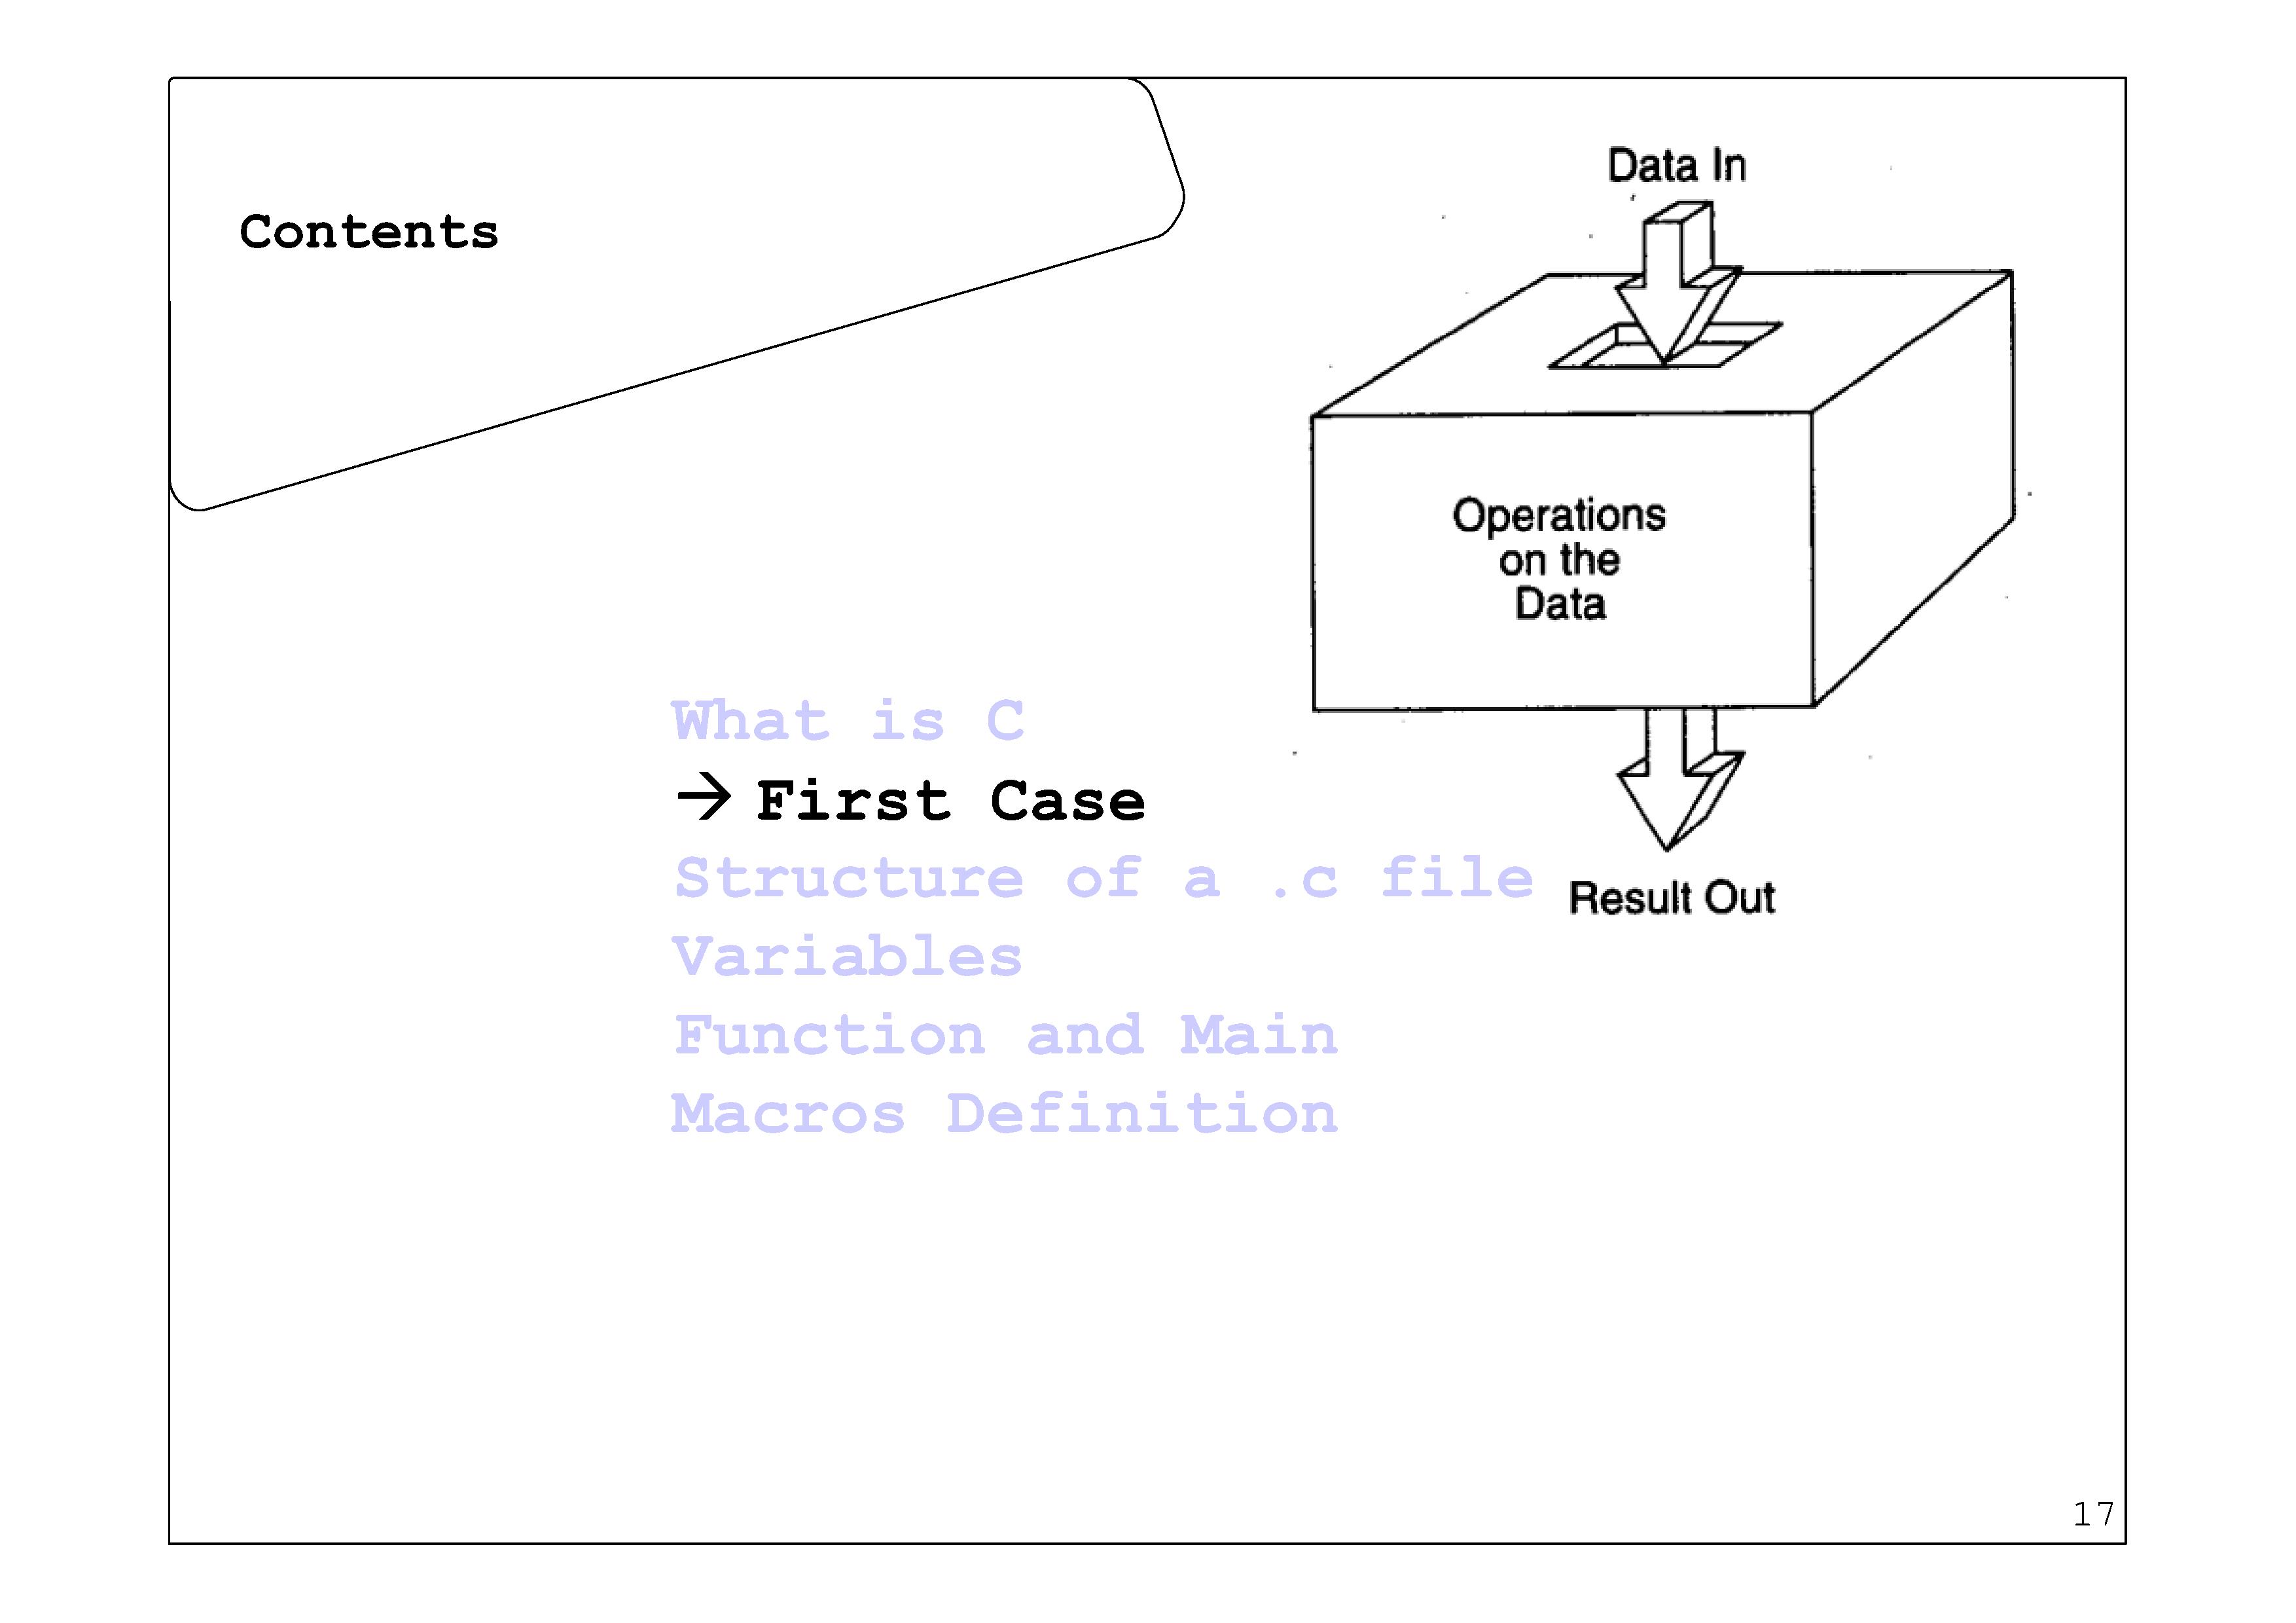 Contents
Data In
Operations
on the
Data
Result Out
What is C
→ First Case
Structure of a .c file
Variables
Function and Main
Macros Definition
17